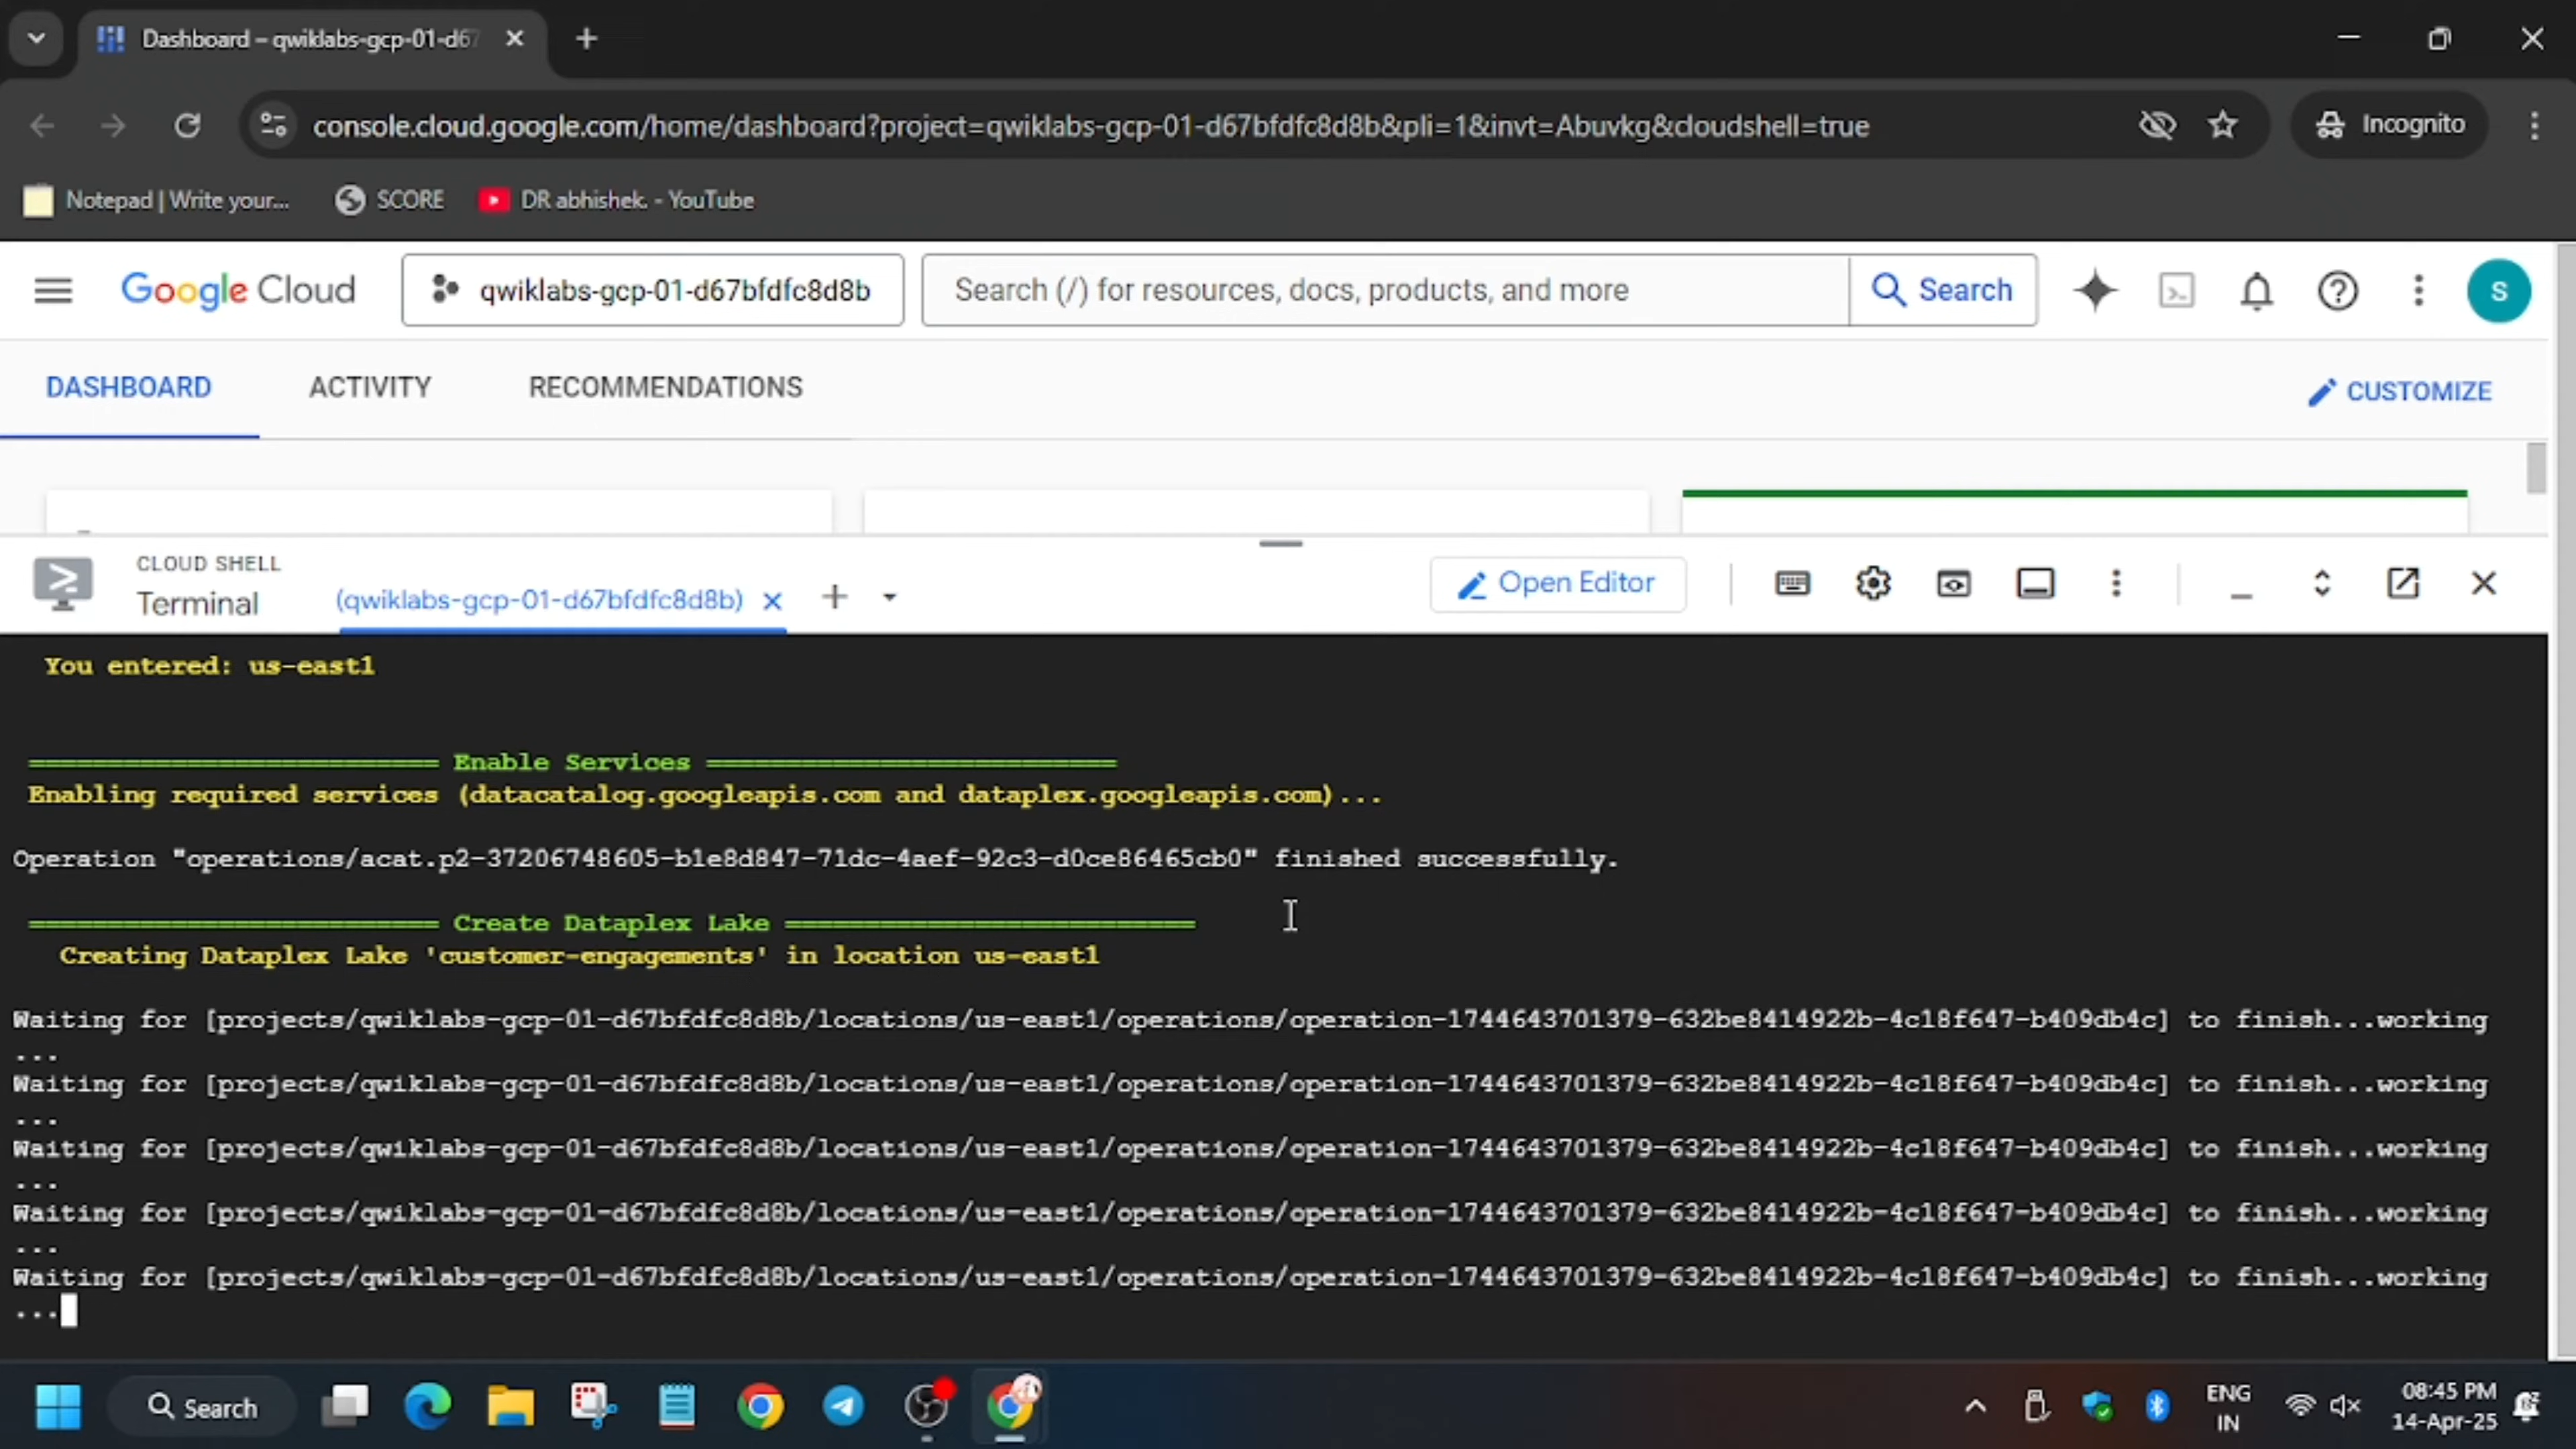 Dashboard – qwiklabs-gcp-01-d67
console.cloud.google.com/home/dashboard?project=qwiklabs-gcp-01-d67bfdfc8d8b&pli=1&invt=Abuvkg&cloudshell=true
Incognito
Notepad | Write your...
SCORE
DR abhishek. - YouTube
Google Cloud
qwiklabs-gcp-01-d67bfdfc8d8b
Search (/) for resources, docs, products, and more
Search
S
DASHBOARD
ACTIVITY
RECOMMENDATIONS
CUSTOMIZE
CLOUD SHELL
Terminal
(qwiklabs-gcp-01-d67bfdfc8d8b)
Open Editor
You entered: us-east1
========================== Enable Services ==========================
Enabling required services (datacatalog.googleapis.com and dataplex.googleapis.com)...
Operation "operations/acat.p2-37206748605-b1e8d847-71dc-4aef-92c3-d0ce86465cb0" finished successfully.
========================== Create Dataplex Lake ==========================
Creating Dataplex Lake 'customer-engagements' in location us-east1
Waiting for [projects/qwiklabs-gcp-01-d67bfdfc8d8b/locations/us-east1/operations/operation-1744643701379-632be8414922b-4c18f647-b409db4c] to finish...working
...
Waiting for [projects/qwiklabs-gcp-01-d67bfdfc8d8b/locations/us-east1/operations/operation-1744643701379-632be8414922b-4c18f647-b409db4c] to finish...working
...
Waiting for [projects/qwiklabs-gcp-01-d67bfdfc8d8b/locations/us-east1/operations/operation-1744643701379-632be8414922b-4c18f647-b409db4c] to finish...working
...
Waiting for [projects/qwiklabs-gcp-01-d67bfdfc8d8b/locations/us-east1/operations/operation-1744643701379-632be8414922b-4c18f647-b409db4c] to finish...working
...
Waiting for [projects/qwiklabs-gcp-01-d67bfdfc8d8b/locations/us-east1/operations/operation-1744643701379-632be8414922b-4c18f647-b409db4c] to finish...working
...
Search
ENG
IN
08:45 PM
14-Apr-25